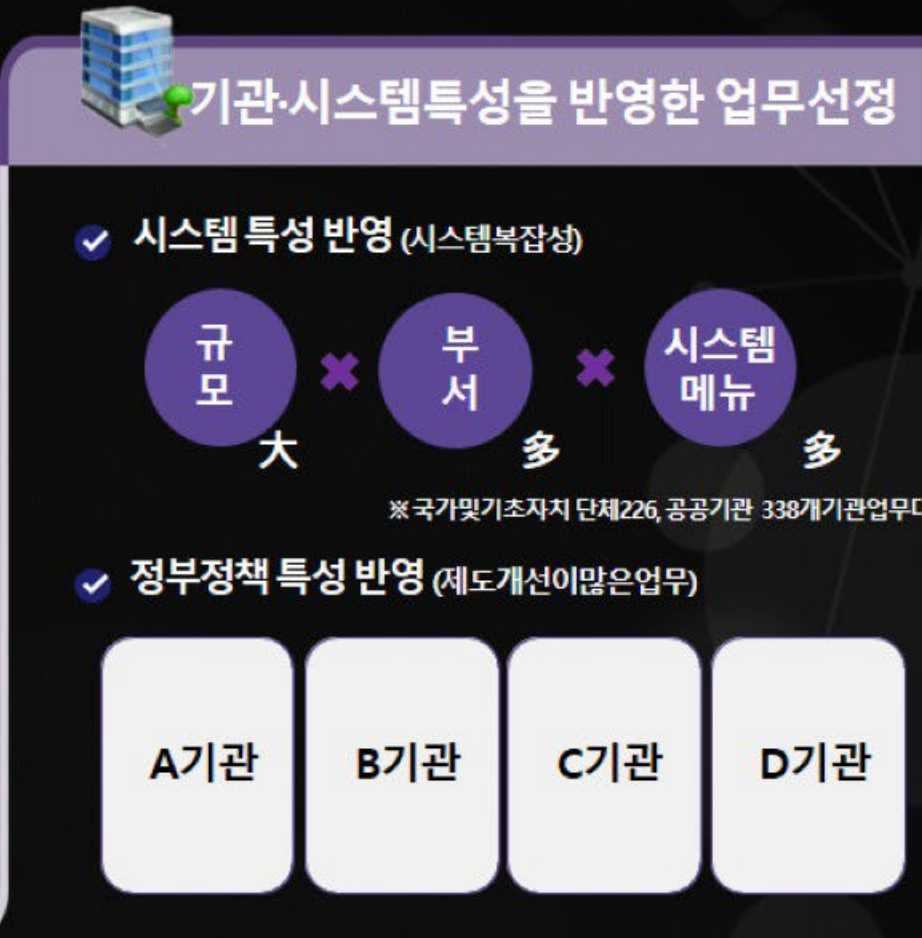 기관·시스템특성을 반영한 업무선정
시스템 특성 반영 (시스템복잡성)
규모
大
부서
多
시스템
메뉴
多
※국가및기초자치 단체226, 공공기관 338개기관업무
정부정책 특성 반영 (제도개선이많은업무)
A기관
B기관
C기관
D기관